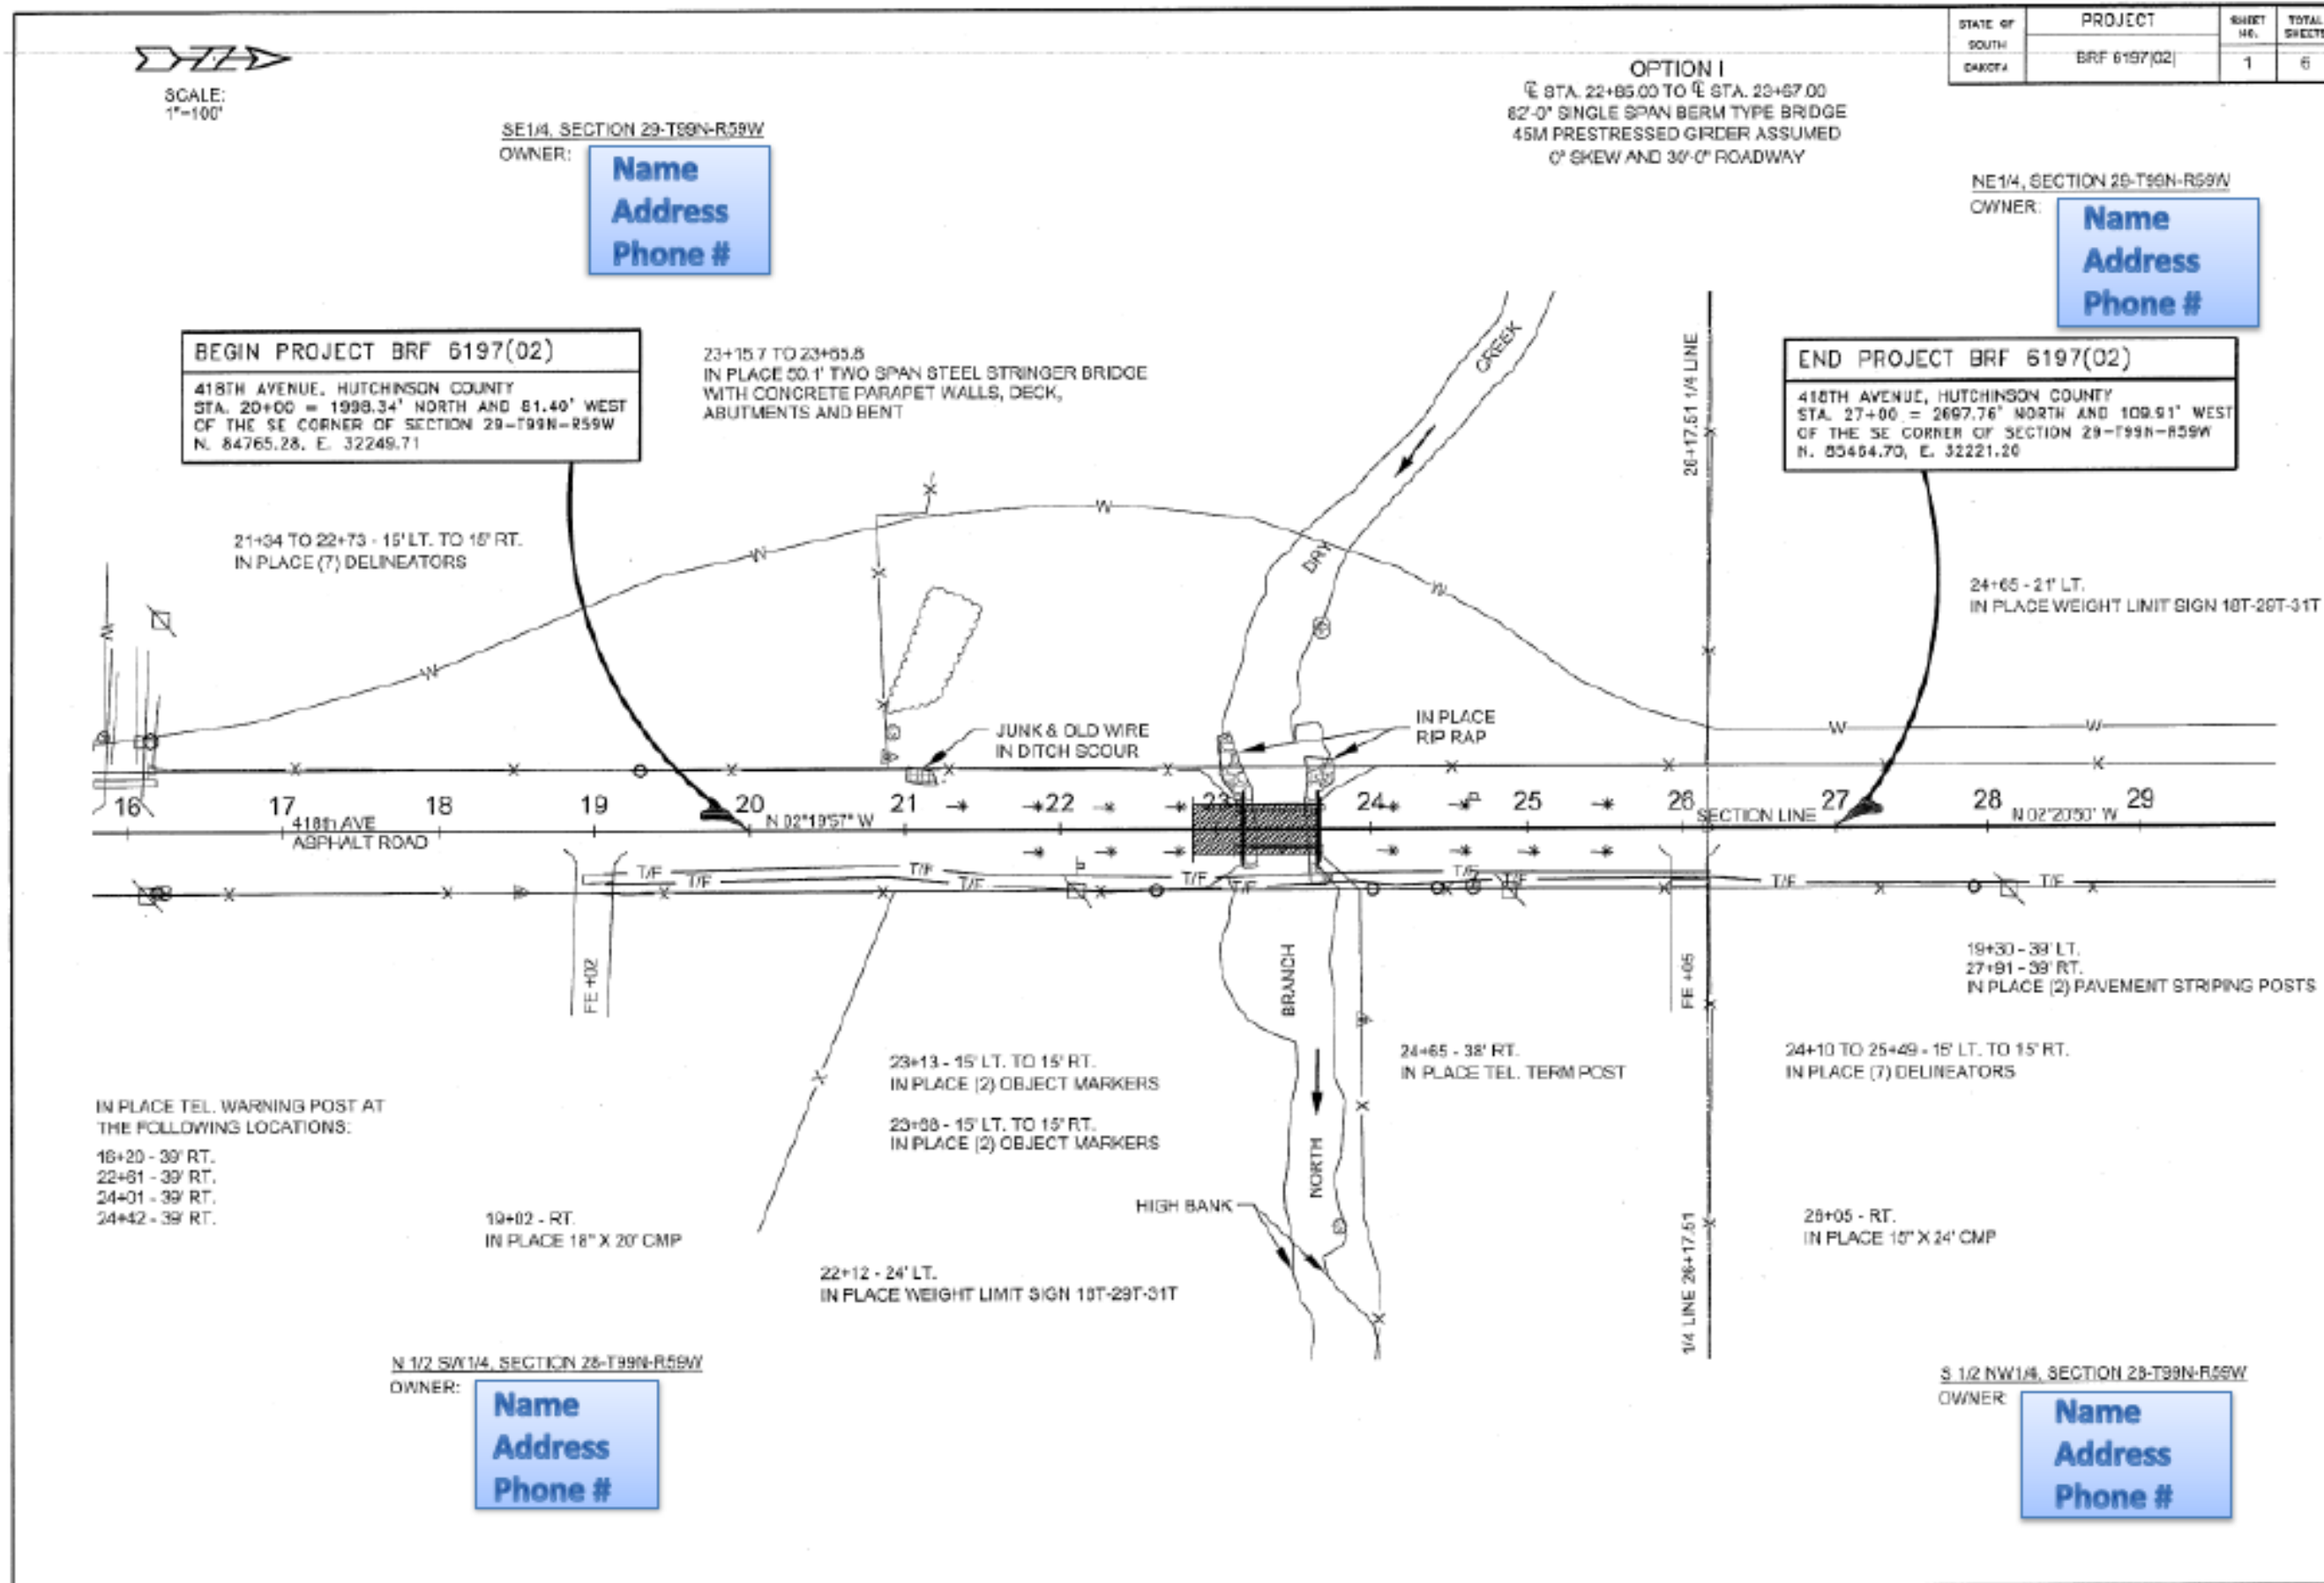 STATE OF SOUTH DAKOTA
PROJECT
BRF 6197(02)
SHEET NO.
1
TOTAL SHEETS
6
SCALE:
1"=100'
OPTION I
℄ STA. 22+85.00 TO ℄ STA. 23+67.00
82'-0" SINGLE SPAN BERM TYPE BRIDGE
45M PRESTRESSED GIRDER ASSUMED
0° SKEW AND 30'-0" ROADWAY
SE1/4, SECTION 29-T99N-R59W
OWNER:
Name
Address
Phone #
NE1/4, SECTION 29-T99N-R59W
OWNER:
Name
Address
Phone #
BEGIN PROJECT BRF 6197(02)
418TH AVENUE, HUTCHINSON COUNTY
STA. 20+00 = 1998.34' NORTH AND 81.40' WEST
OF THE SE CORNER OF SECTION 29-T99N-R59W
N. 84765.28, E. 32249.71
23+15.7 TO 23+65.8
IN PLACE 50.1' TWO SPAN STEEL STRINGER BRIDGE
WITH CONCRETE PARAPET WALLS, DECK,
ABUTMENTS AND BENT
CREEK
26+17.51 1/4 LINE
END PROJECT BRF 6197(02)
418TH AVENUE, HUTCHINSON COUNTY
STA. 27+00 = 2697.76' NORTH AND 109.91' WEST
OF THE SE CORNER OF SECTION 29-T99N-R59W
N. 85464.70, E. 32221.20
21+34 TO 22+73 - 15' LT. TO 15' RT.
IN PLACE (7) DELINEATORS
DRY
24+65 - 21' LT.
IN PLACE WEIGHT LIMIT SIGN 18T-29T-31T
W W W W W W W
JUNK & OLD WIRE
IN DITCH SCOUR
IN PLACE
RIP RAP
16 17 18 19 20 21 22 23 24 25 26 27 28 29
418th AVE
ASPHALT ROAD
N 02°19'57" W
SECTION LINE
N 02°20'50" W
T/F T/F T/F T/F T/F T/F T/F T/F T/F T/F
FE +02
BRANCH
FE +05
19+30 - 39' LT.
27+91 - 39' RT.
IN PLACE (2) PAVEMENT STRIPING POSTS
23+13 - 15' LT. TO 15' RT.
IN PLACE (2) OBJECT MARKERS
23+68 - 15' LT. TO 15' RT.
IN PLACE (2) OBJECT MARKERS
24+65 - 38' RT.
IN PLACE TEL. TERM POST
24+10 TO 25+49 - 15' LT. TO 15' RT.
IN PLACE (7) DELINEATORS
IN PLACE TEL. WARNING POST AT
THE FOLLOWING LOCATIONS:
16+20 - 39' RT.
22+61 - 39' RT.
24+01 - 39' RT.
24+42 - 39' RT.
NORTH
HIGH BANK
19+02 - RT.
IN PLACE 18" X 20' CMP
22+12 - 24' LT.
IN PLACE WEIGHT LIMIT SIGN 18T-29T-31T
1/4 LINE 26+17.51
26+05 - RT.
IN PLACE 15" X 24' CMP
N 1/2 SW1/4, SECTION 28-T99N-R59W
OWNER:
Name
Address
Phone #
S 1/2 NW1/4, SECTION 28-T99N-R59W
OWNER
Name
Address
Phone #